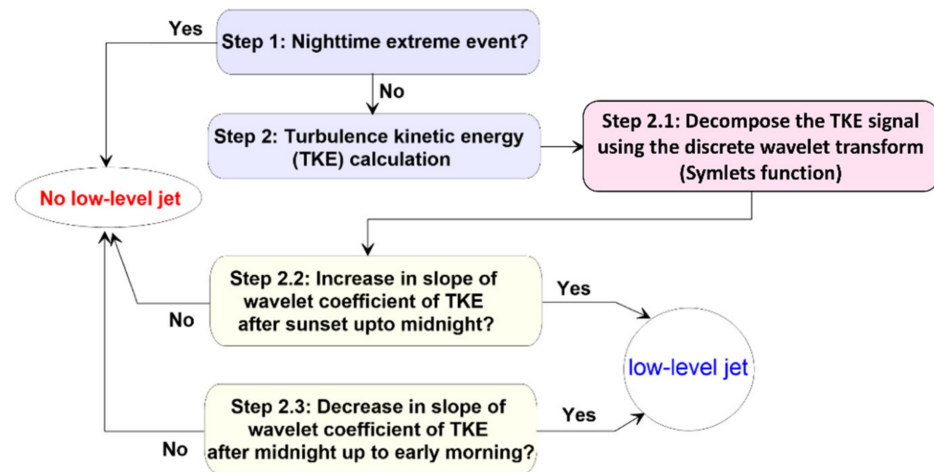 Yes
Step 1: Nighttime extreme event?
No
Step 2: Turbulence kinetic energy
(TKE) calculation
Step 2.1: Decompose the TKE signal
using the discrete wavelet transform
(Symlets function)
No low-level jet
Step 2.2: Increase in slope of
wavelet coefficient of TKE
after sunset upto midnight?
No
Yes
low-level jet
Step 2.3: Decrease in slope of
wavelet coefficient of TKE
after midnight up to early morning?
No
Yes